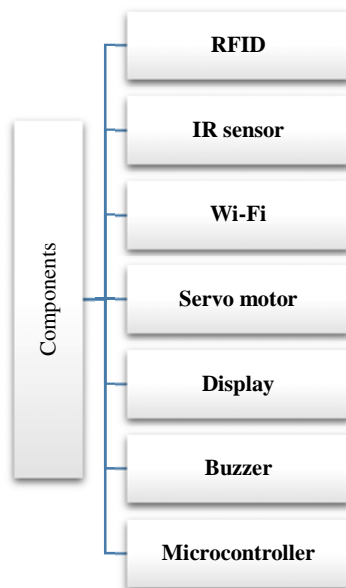 Components
RFID
IR sensor
Wi-Fi
Servo motor
Display
Buzzer
Microcontroller